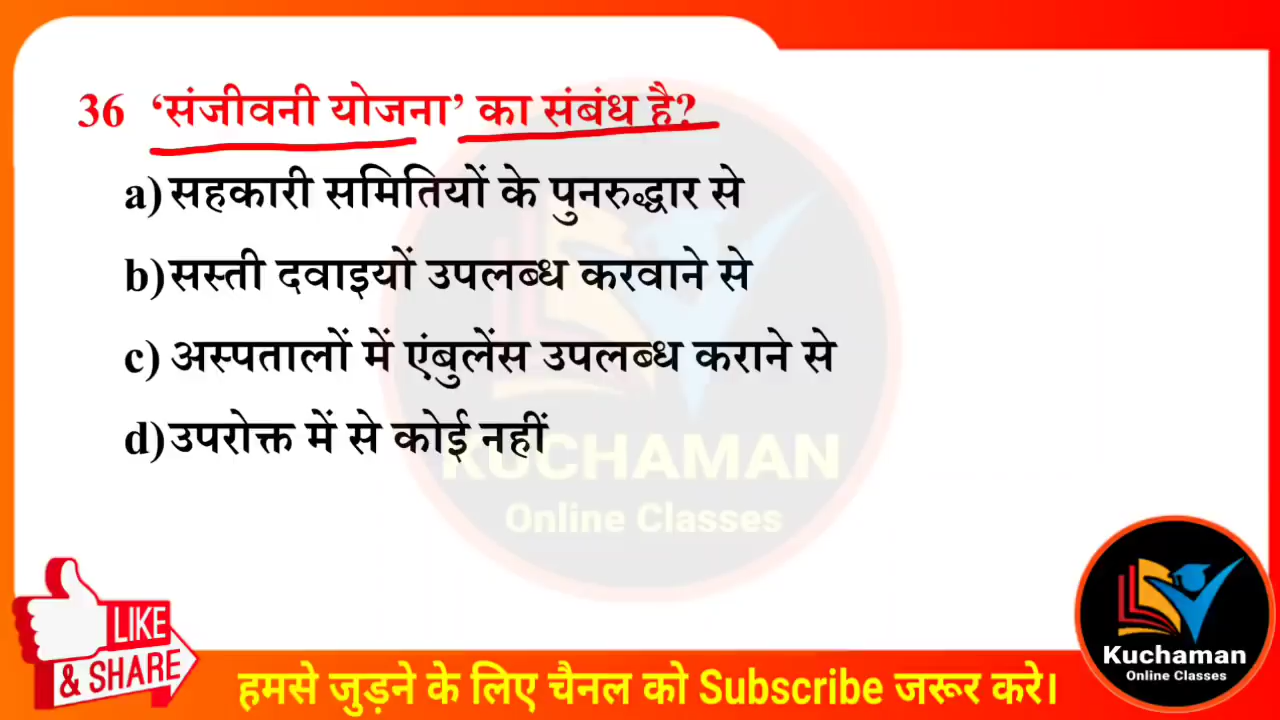 36 ‘संजीवनी योजना’ का संबंध है?
a) सहकारी समितियों के पुनरुद्धार से
b) सस्ती दवाइयों उपलब्ध करवाने से
c) अस्पतालों में एंबुलेंस उपलब्ध कराने से
d) उपरोक्त में से कोई नहीं
KUCHAMAN
Online Classes
LIKE
& SHARE
Kuchaman
Online Classes
हमसे जुड़ने के लिए चैनल को Subscribe जरूर करे।